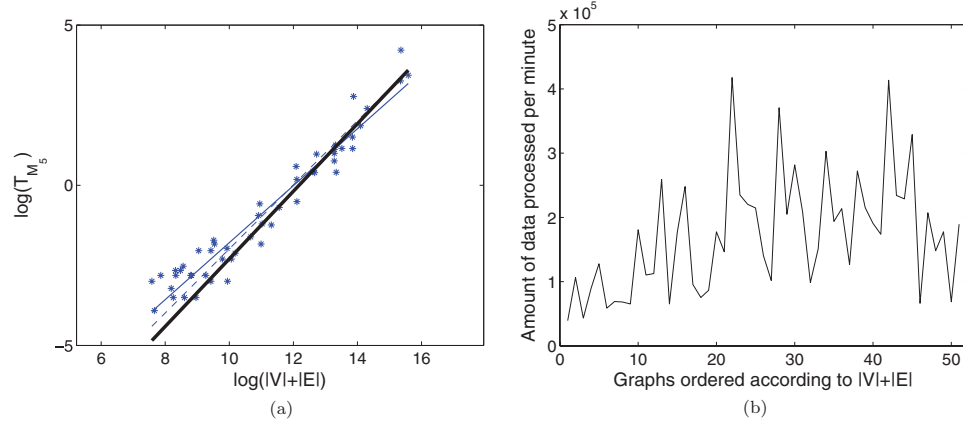 5
0
−5
log(T_M_5)
6 8 10 12 14 16
log(|V|+|E|)
(a)
5 x 10^5
4
3
2
1
0
Amount of data processed per minute
0 10 20 30 40 50
Graphs ordered according to |V|+|E|
(b)